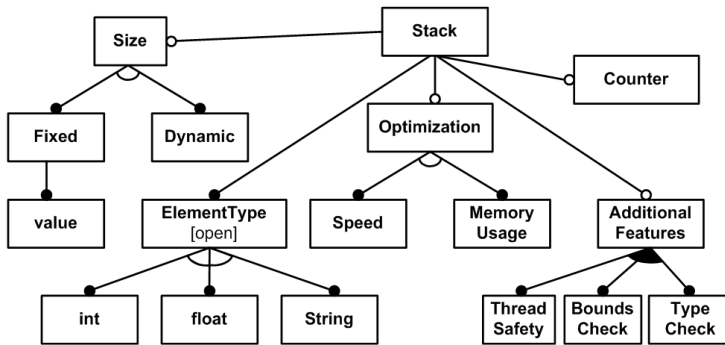 Stack
Size
Counter
Fixed
Dynamic
Optimization
value
ElementType
[open]
Speed
Memory
Usage
Additional
Features
int
float
String
Thread
Safety
Bounds
Check
Type
Check